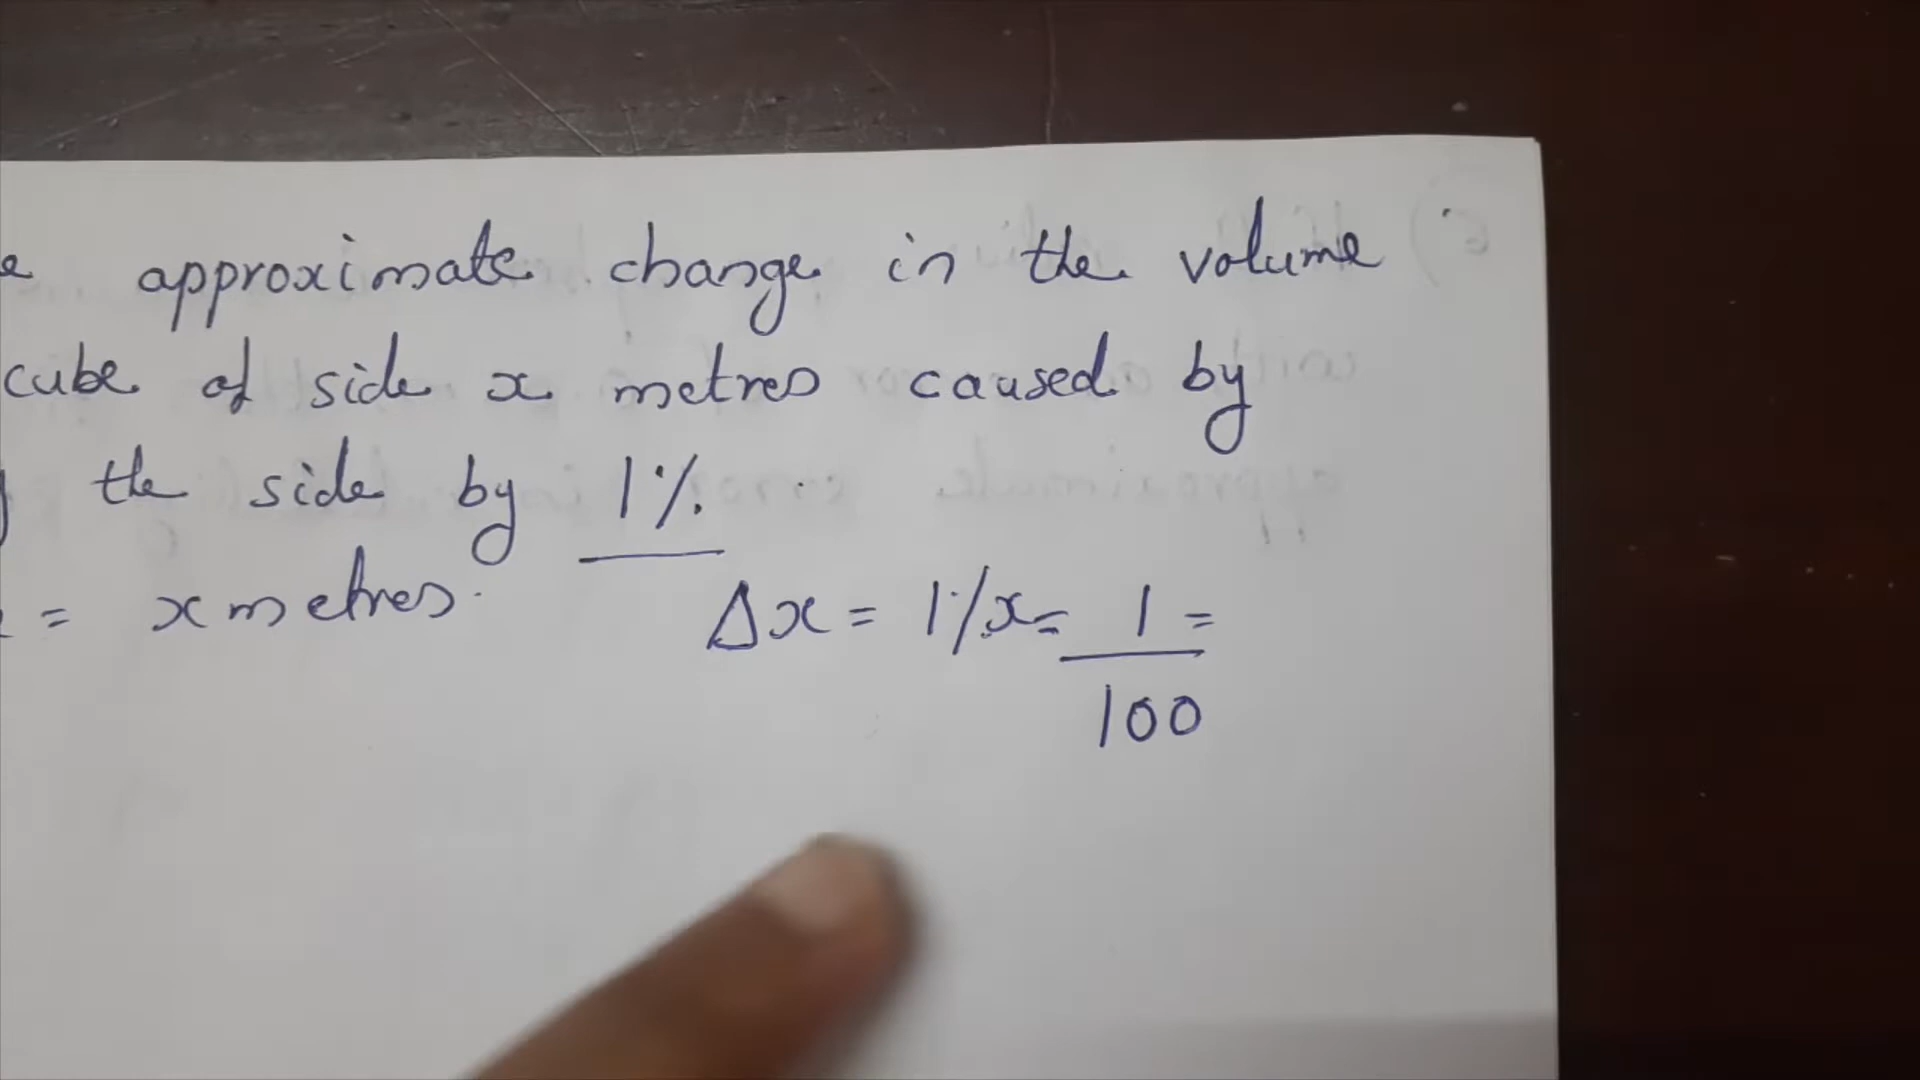 approximate change in the volume
cube of side x metres caused by
the side by 1%.
= x metres. Δx = 1%x = 1/100 =